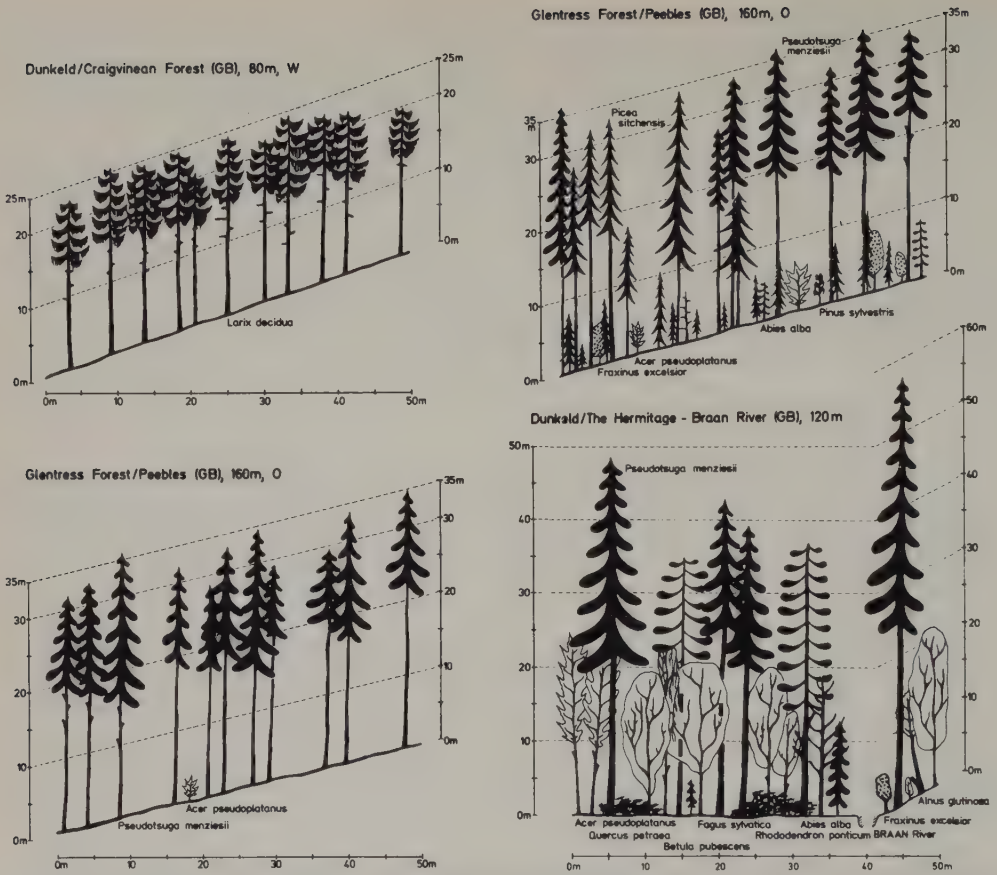 Dunkeld/Craigvinean Forest (GB), 80m, W
25m
20
10
0m
25m
20
10
0m
Larix decidua
0m 10 20 30 40 50m
Glentress Forest/Peebles (GB), 160m, O
35m
30
20
10
0m
35
m
30
20
10
0m
Pseudotsuga
menziesii
Picea
sitchensis
Pinus sylvestris
Abies alba
Acer pseudoplatanus
Fraxinus excelsior
Glentress Forest/Peebles (GB), 160m, O
35m
30
20
10
0m
35m
30
20
10
0m
Acer pseudoplatanus
Pseudotsuga menziesii
0m 10 20 30 40 50m
Dunkeld/The Hermitage - Braan River (GB), 120m
60m
50
40
30
20
10
0m
50m
40
30
20
10
0m
Pseudotsuga menziesii
Alnus glutinosa
Acer pseudoplatanus Fagus sylvatica Abies alba Fraxinus excelsior
Quercus petraea Rhododendron ponticum BRAAN River
Betula pubescens
0m 10 20 30 40 50m